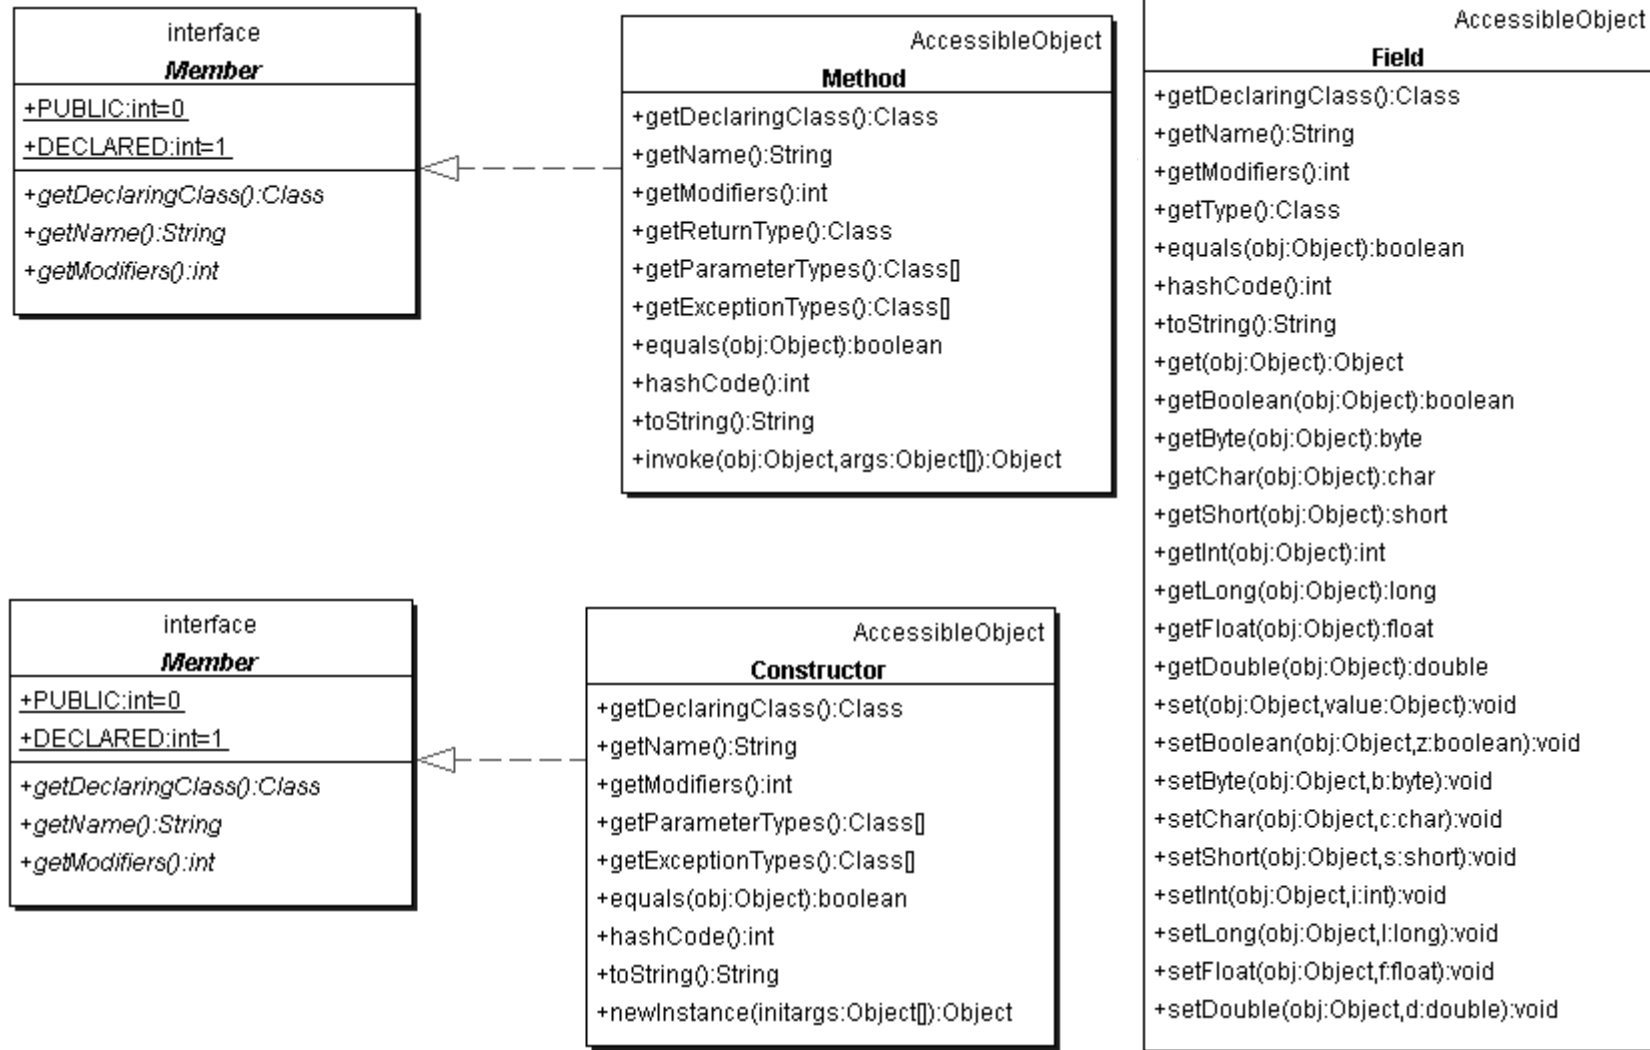 interface
Member
+PUBLIC:int=0
+DECLARED:int=1
+getDeclaringClass():Class
+getName():String
+getModifiers():int
AccessibleObject
Method
+getDeclaringClass():Class
+getName():String
+getModifiers():int
+getReturnType():Class
+getParameterTypes():Class[]
+getExceptionTypes():Class[]
+equals(obj:Object):boolean
+hashCode():int
+toString():String
+invoke(obj:Object,args:Object[]):Object
interface
Member
+PUBLIC:int=0
+DECLARED:int=1
+getDeclaringClass():Class
+getName():String
+getModifiers():int
AccessibleObject
Constructor
+getDeclaringClass():Class
+getName():String
+getModifiers():int
+getParameterTypes():Class[]
+getExceptionTypes():Class[]
+equals(obj:Object):boolean
+hashCode():int
+toString():String
+newInstance(initargs:Object[]):Object
AccessibleObject
Field
+getDeclaringClass():Class
+getName():String
+getModifiers():int
+getType():Class
+equals(obj:Object):boolean
+hashCode():int
+toString():String
+get(obj:Object):Object
+getBoolean(obj:Object):boolean
+getByte(obj:Object):byte
+getChar(obj:Object):char
+getShort(obj:Object):short
+getInt(obj:Object):int
+getLong(obj:Object):long
+getFloat(obj:Object):float
+getDouble(obj:Object):double
+set(obj:Object,value:Object):void
+setBoolean(obj:Object,z:boolean):void
+setByte(obj:Object,b:byte):void
+setChar(obj:Object,c:char):void
+setShort(obj:Object,s:short):void
+setInt(obj:Object,i:int):void
+setLong(obj:Object,l:long):void
+setFloat(obj:Object,f:float):void
+setDouble(obj:Object,d:double):void